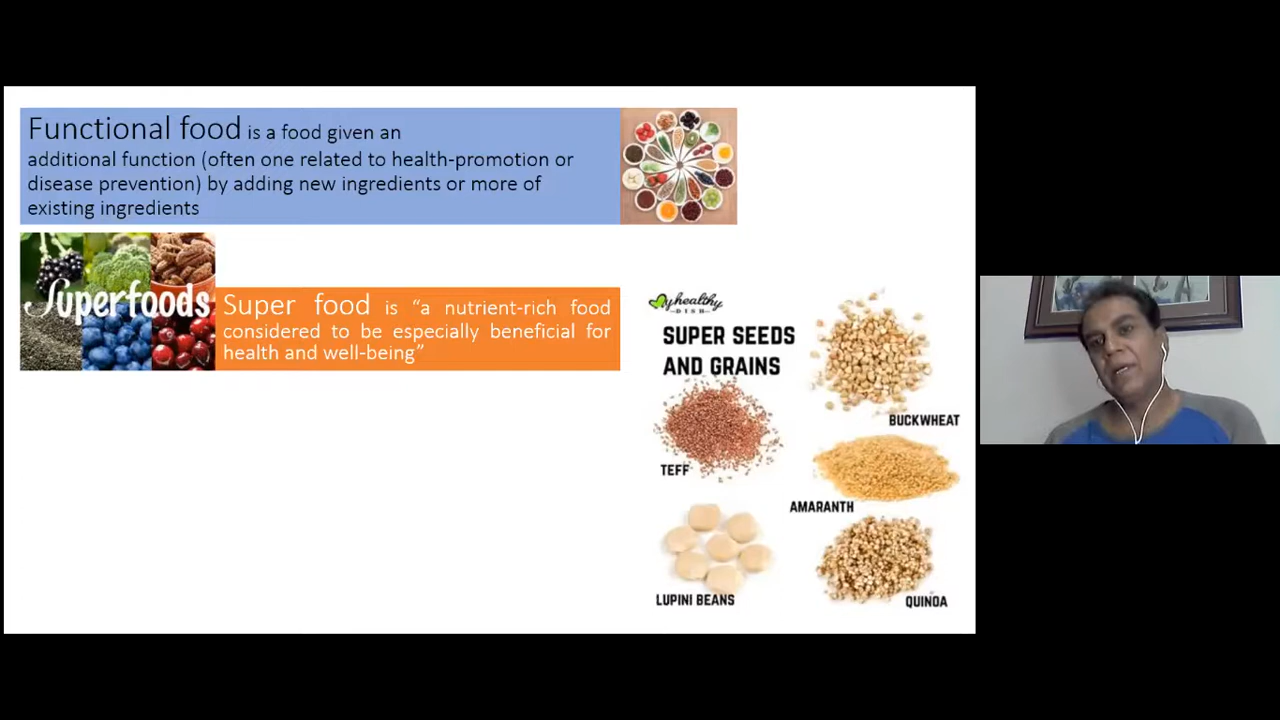 Functional food is a food given an
additional function (often one related to health-promotion or
disease prevention) by adding new ingredients or more of
existing ingredients
Superfoods
Super food is “a nutrient-rich food
considered to be especially beneficial for
health and well-being”
myhealthy
DISH
SUPER SEEDS
AND GRAINS
BUCKWHEAT
TEFF
AMARANTH
LUPINI BEANS
QUINOA